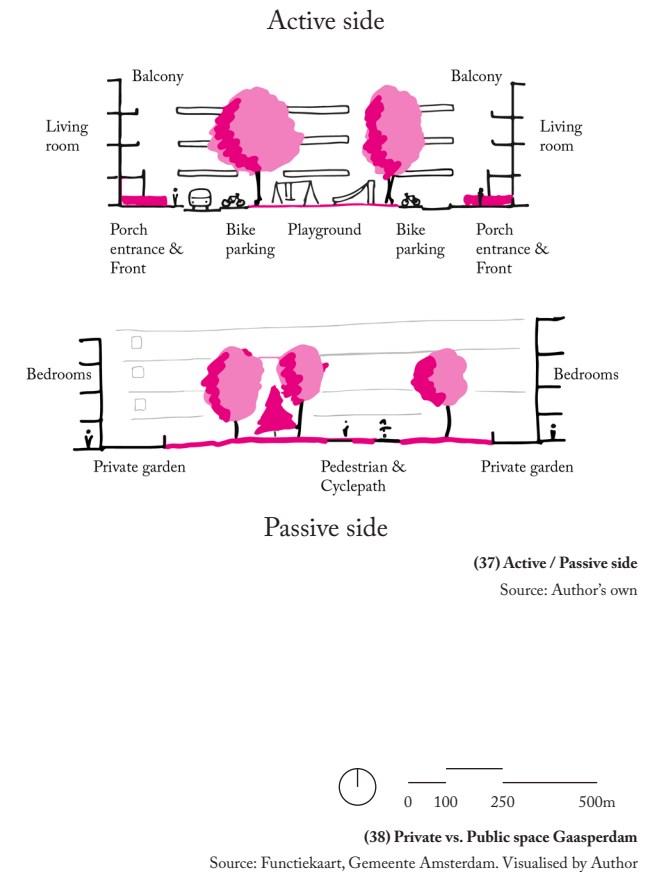 Active side
Balcony
Balcony
Living
room
Living
room
Porch
entrance &
Front
Bike
parking
Playground
Bike
parking
Porch
entrance &
Front
Bedrooms
Bedrooms
Private garden
Pedestrian &
Cyclepath
Private garden
Passive side
(37) Active / Passive side
Source: Author's own
0 100 250 500m
(38) Private vs. Public space Gaasperdam
Source: Functiekaart, Gemeente Amsterdam. Visualised by Author